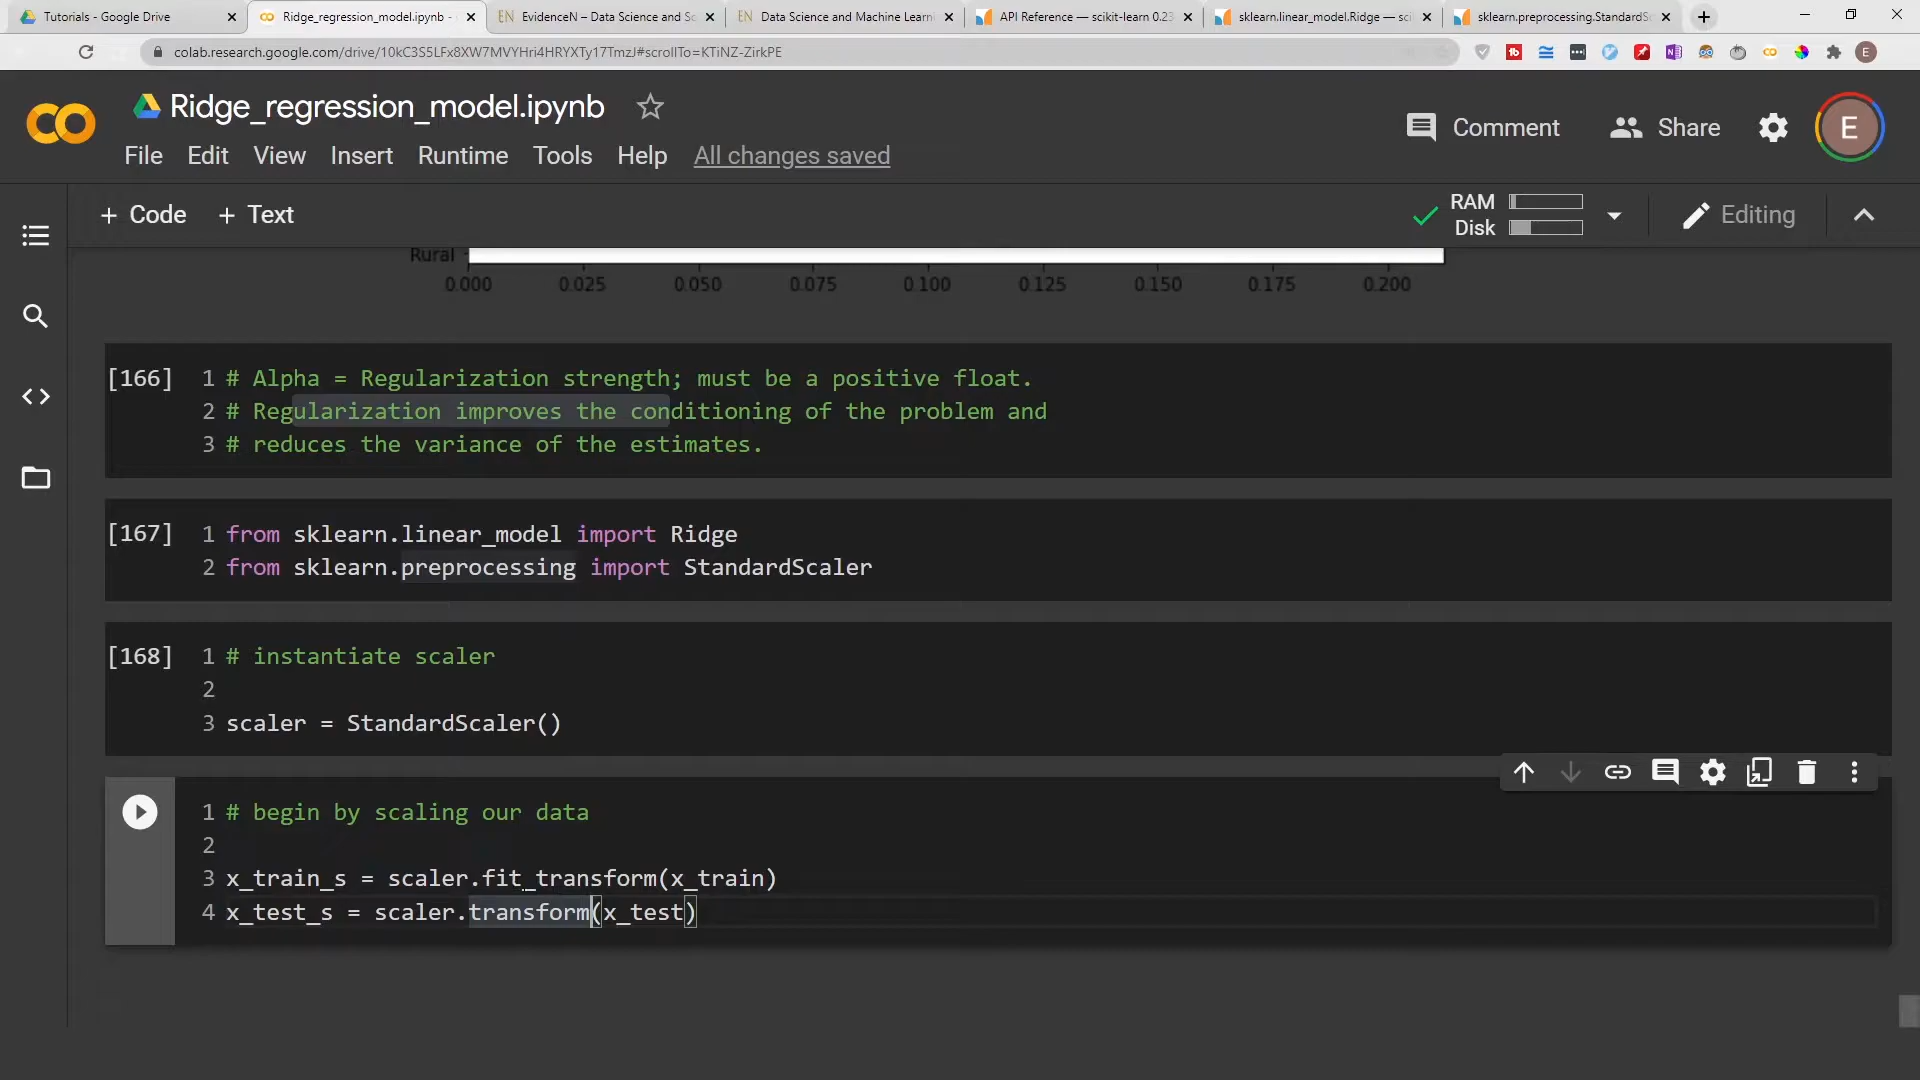 Tutorials - Google Drive
Ridge_regression_model.ipynb -
EN EvidenceN – Data Science and Sc
EN Data Science and Machine Learni
API Reference — scikit-learn 0.23
sklearn.linear_model.Ridge — sci
sklearn.preprocessing.StandardS
colab.research.google.com/drive/10kC3S5LFx8XW7MVYHri4HRYXTy17TmzJ#scrollTo=KTiNZ-ZirkPE
Ridge_regression_model.ipynb
Comment
Share
E
File Edit View Insert Runtime Tools Help All changes saved
+ Code + Text
RAM
Disk
Editing
Rural
0.000 0.025 0.050 0.075 0.100 0.125 0.150 0.175 0.200
[166] 1 # Alpha = Regularization strength; must be a positive float.
2 # Regularization improves the conditioning of the problem and
3 # reduces the variance of the estimates.
[167] 1 from sklearn.linear_model import Ridge
2 from sklearn.preprocessing import StandardScaler
[168] 1 # instantiate scaler
2
3 scaler = StandardScaler()
1 # begin by scaling our data
2
3 x_train_s = scaler.fit_transform(x_train)
4 x_test_s = scaler.transform(x_test)